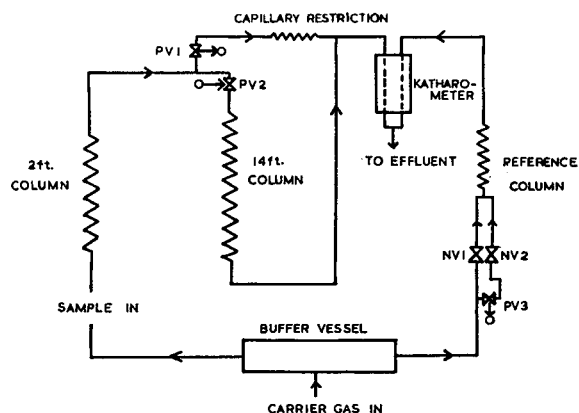 CAPILLARY RESTRICTION
PV1
PV2
KATHARO-
METER
2ft.
COLUMN
14ft.
COLUMN
TO EFFLUENT
REFERENCE
COLUMN
NV1
NV2
SAMPLE IN
PV3
BUFFER VESSEL
CARRIER GAS IN